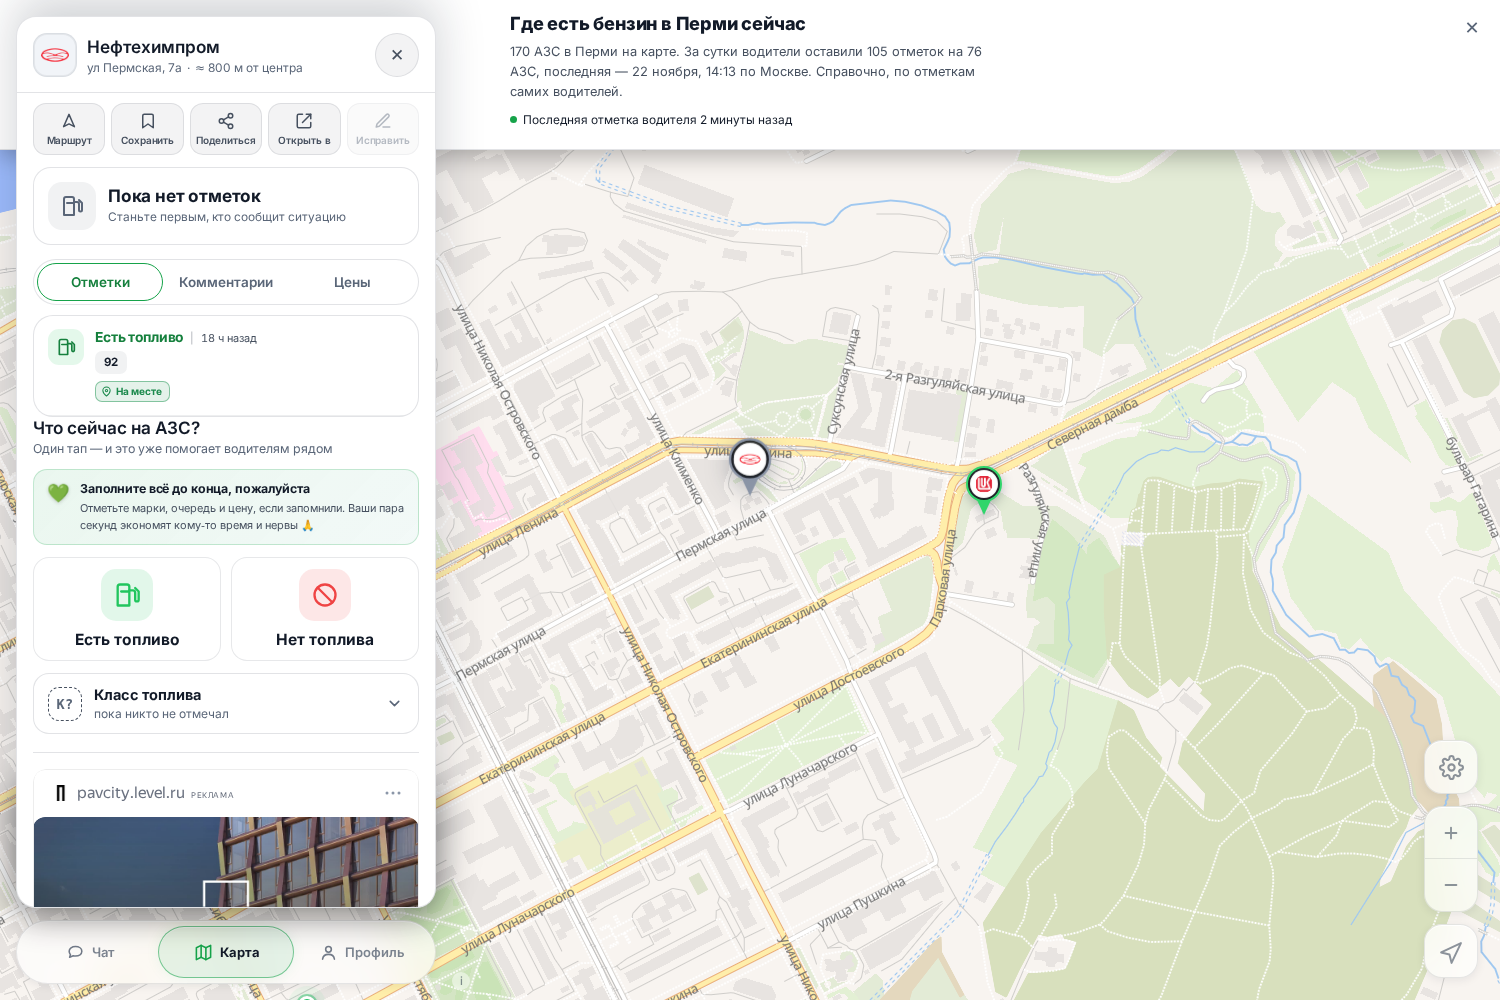 Нефтехимпром
ул Пермская, 7а · ≈ 800 м от центра
Маршрут
Сохранить
Поделиться
Открыть в
Исправить
Пока нет отметок
Станьте первым, кто сообщит ситуацию
Отметки
Комментарии
Цены
Есть топливо | 18 ч назад
92
На месте
Что сейчас на АЗС?
Один тап — и это уже помогает водителям рядом
Заполните всё до конца, пожалуйста
Отметьте марки, очередь и цену, если запомнили. Ваши пара
секунд экономят кому-то время и нервы 🙏
Есть топливо
Нет топлива
K?
Класс топлива
пока никто не отмечал
pavcity.level.ru РЕКЛАМА
Чат
Карта
Профиль
Где есть бензин в Перми сейчас
170 АЗС в Перми на карте. За сутки водители оставили 105 отметок на 76
АЗС, последняя — 22 ноября, 14:13 по Москве. Справочно, по отметкам
самих водителей.
Последняя отметка водителя 2 минуты назад
улица Николая Островского
улица Клименко
Суксунская улица
2-я Разгуляйская улица
Северная дамба
бульвар Гагарина
Разгуляйская улица
Парковая улица
улица Ленина
Пермская улица
Пермская улица
Екатерининская улица
улица Достоевского
улица Николая Островского
Екатерининская улица
улица Луначарского
улица Пушкина
улица Луначарского